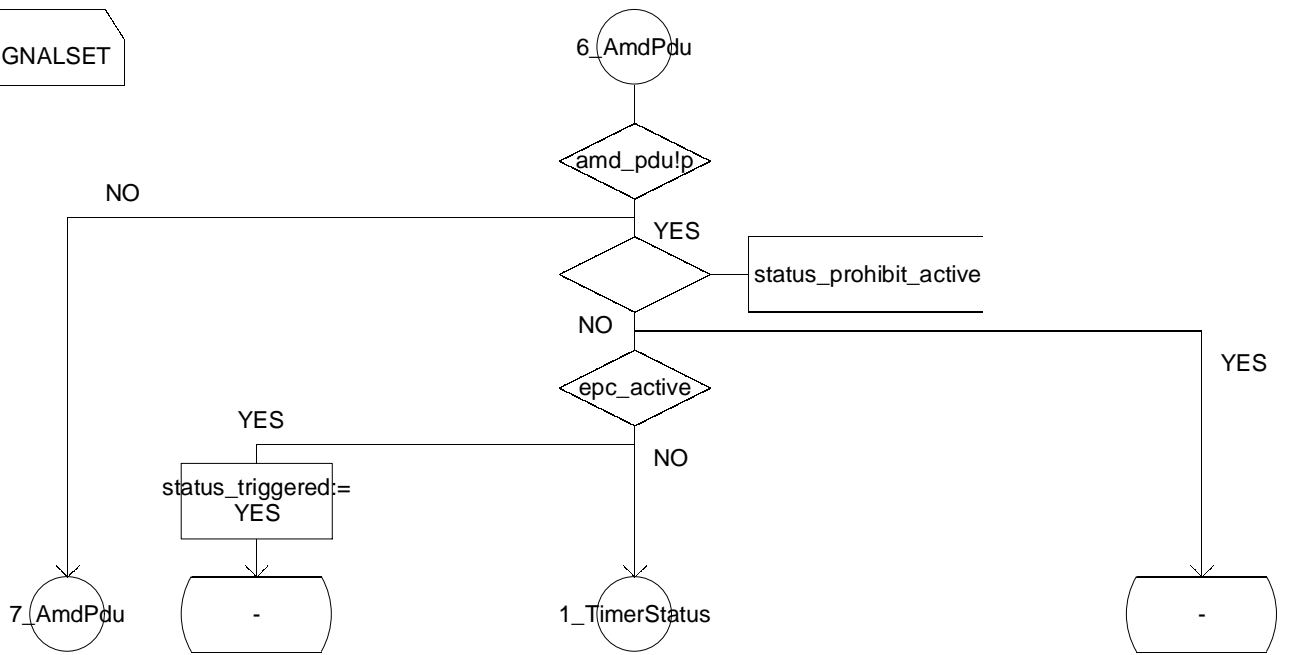 GNALSET
6_AmdPdu
amd_pdu!p
NO
YES
status_prohibit_active
NO
YES
epc_active
YES
NO
status_triggered:=
YES
7_AmdPdu
-
1_TimerStatus
-